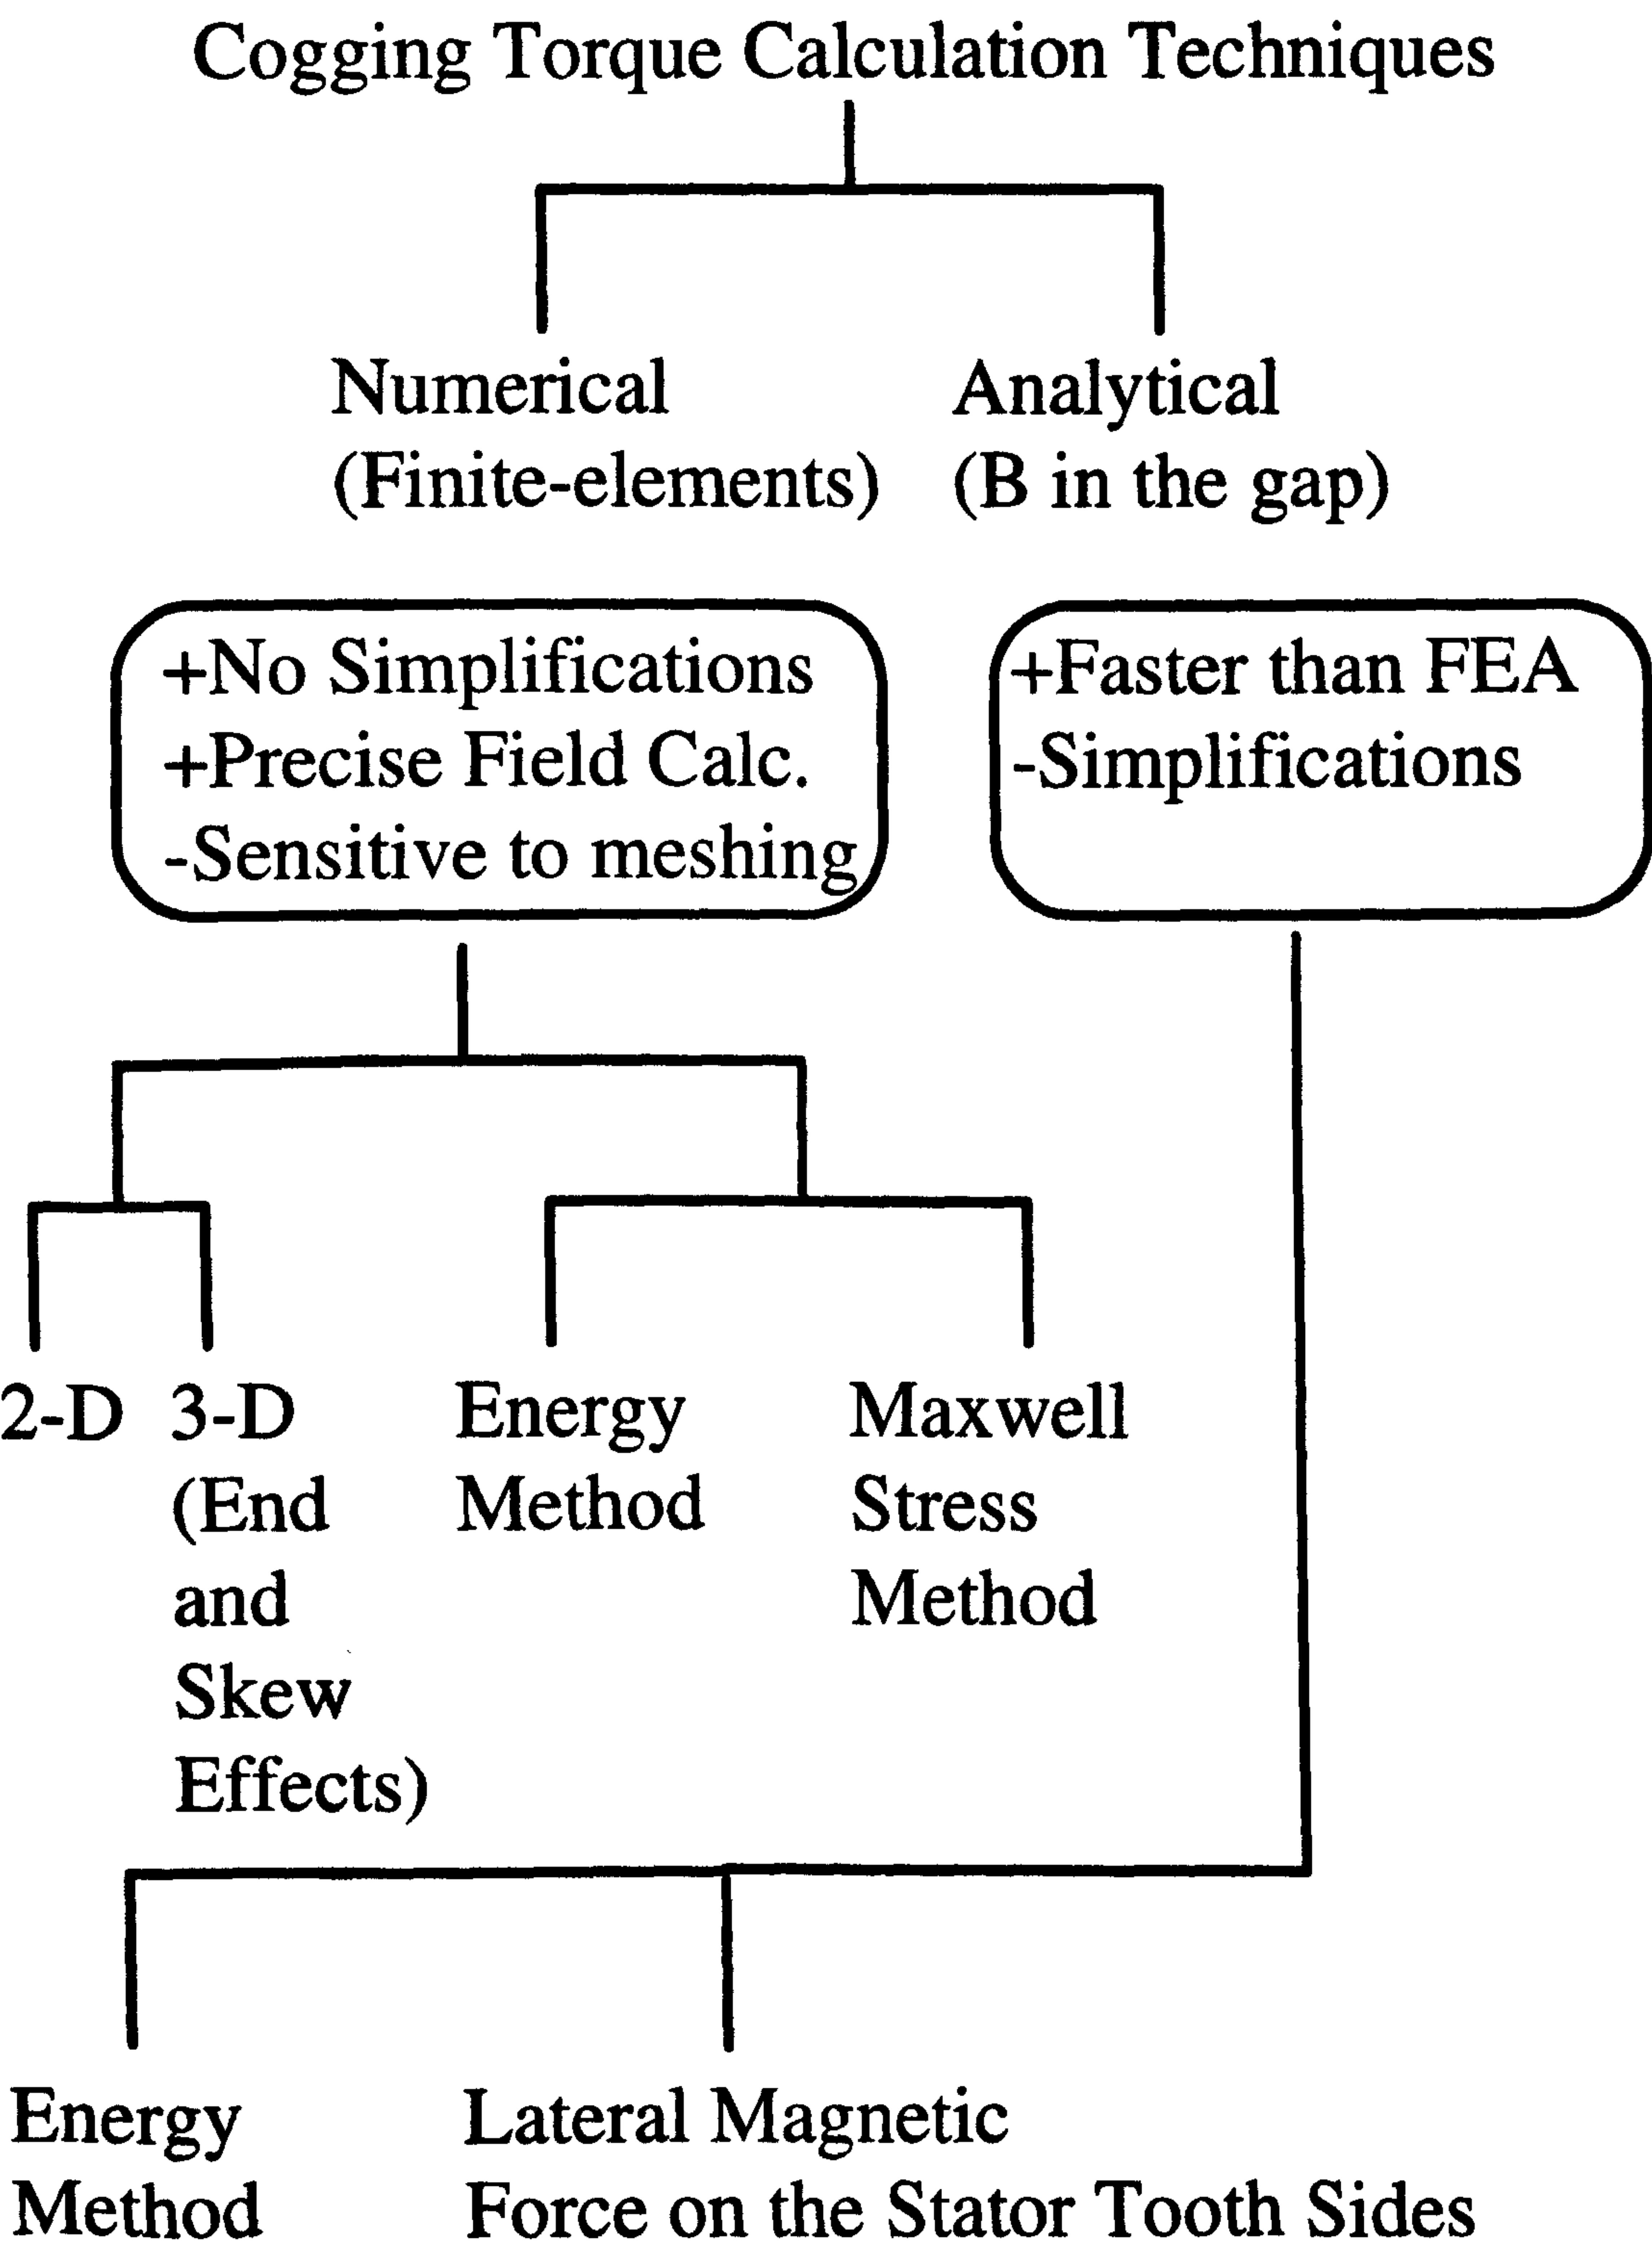 Cogging Torque Calculation Techniques
Numerical
(Finite-elements)
Analytical
(B in the gap)
+No Simplifications
+Precise Field Calc.
-Sensitive to meshing
+Faster than FEA
-Simplifications
2-D
3-D
(End
and
Skew
Effects)
Energy
Method
Maxwell
Stress
Method
Energy
Method
Lateral Magnetic
Force on the Stator Tooth Sides